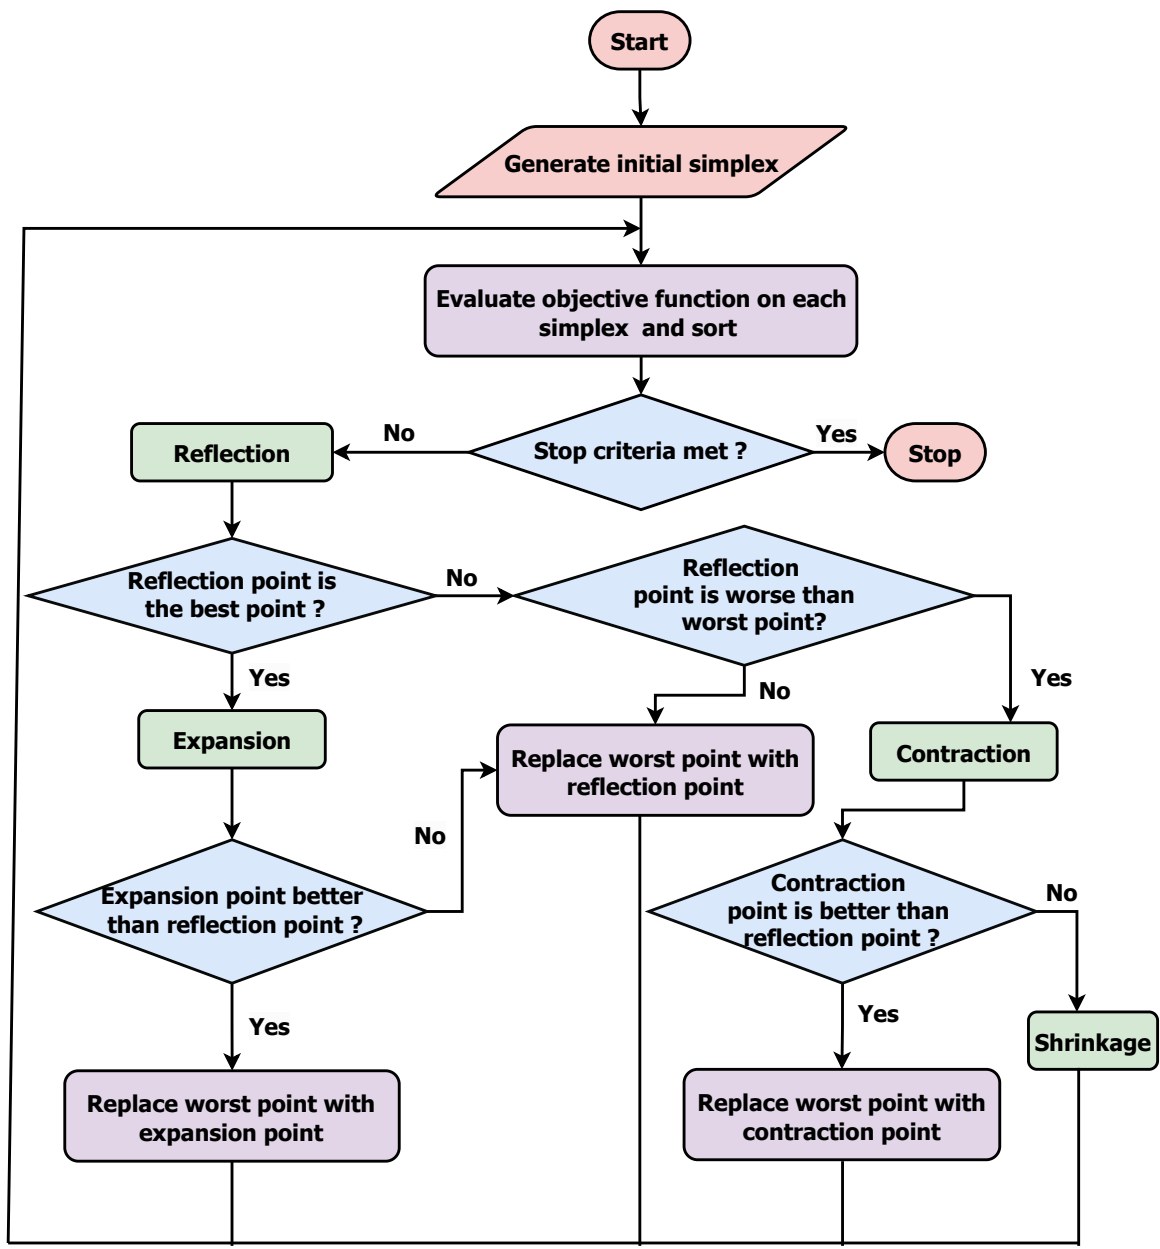 Start
Generate initial simplex
Evaluate objective function on each
simplex and sort
Stop criteria met ?
No
Yes
Reflection
Stop
Reflection point is
the best point ?
No
Reflection
point is worse than
worst point?
Yes
No
Yes
Expansion
Replace worst point with
reflection point
Contraction
No
Expansion point better
than reflection point ?
Contraction
point is better than
reflection point ?
No
Yes
Yes
Shrinkage
Replace worst point with
expansion point
Replace worst point with
contraction point